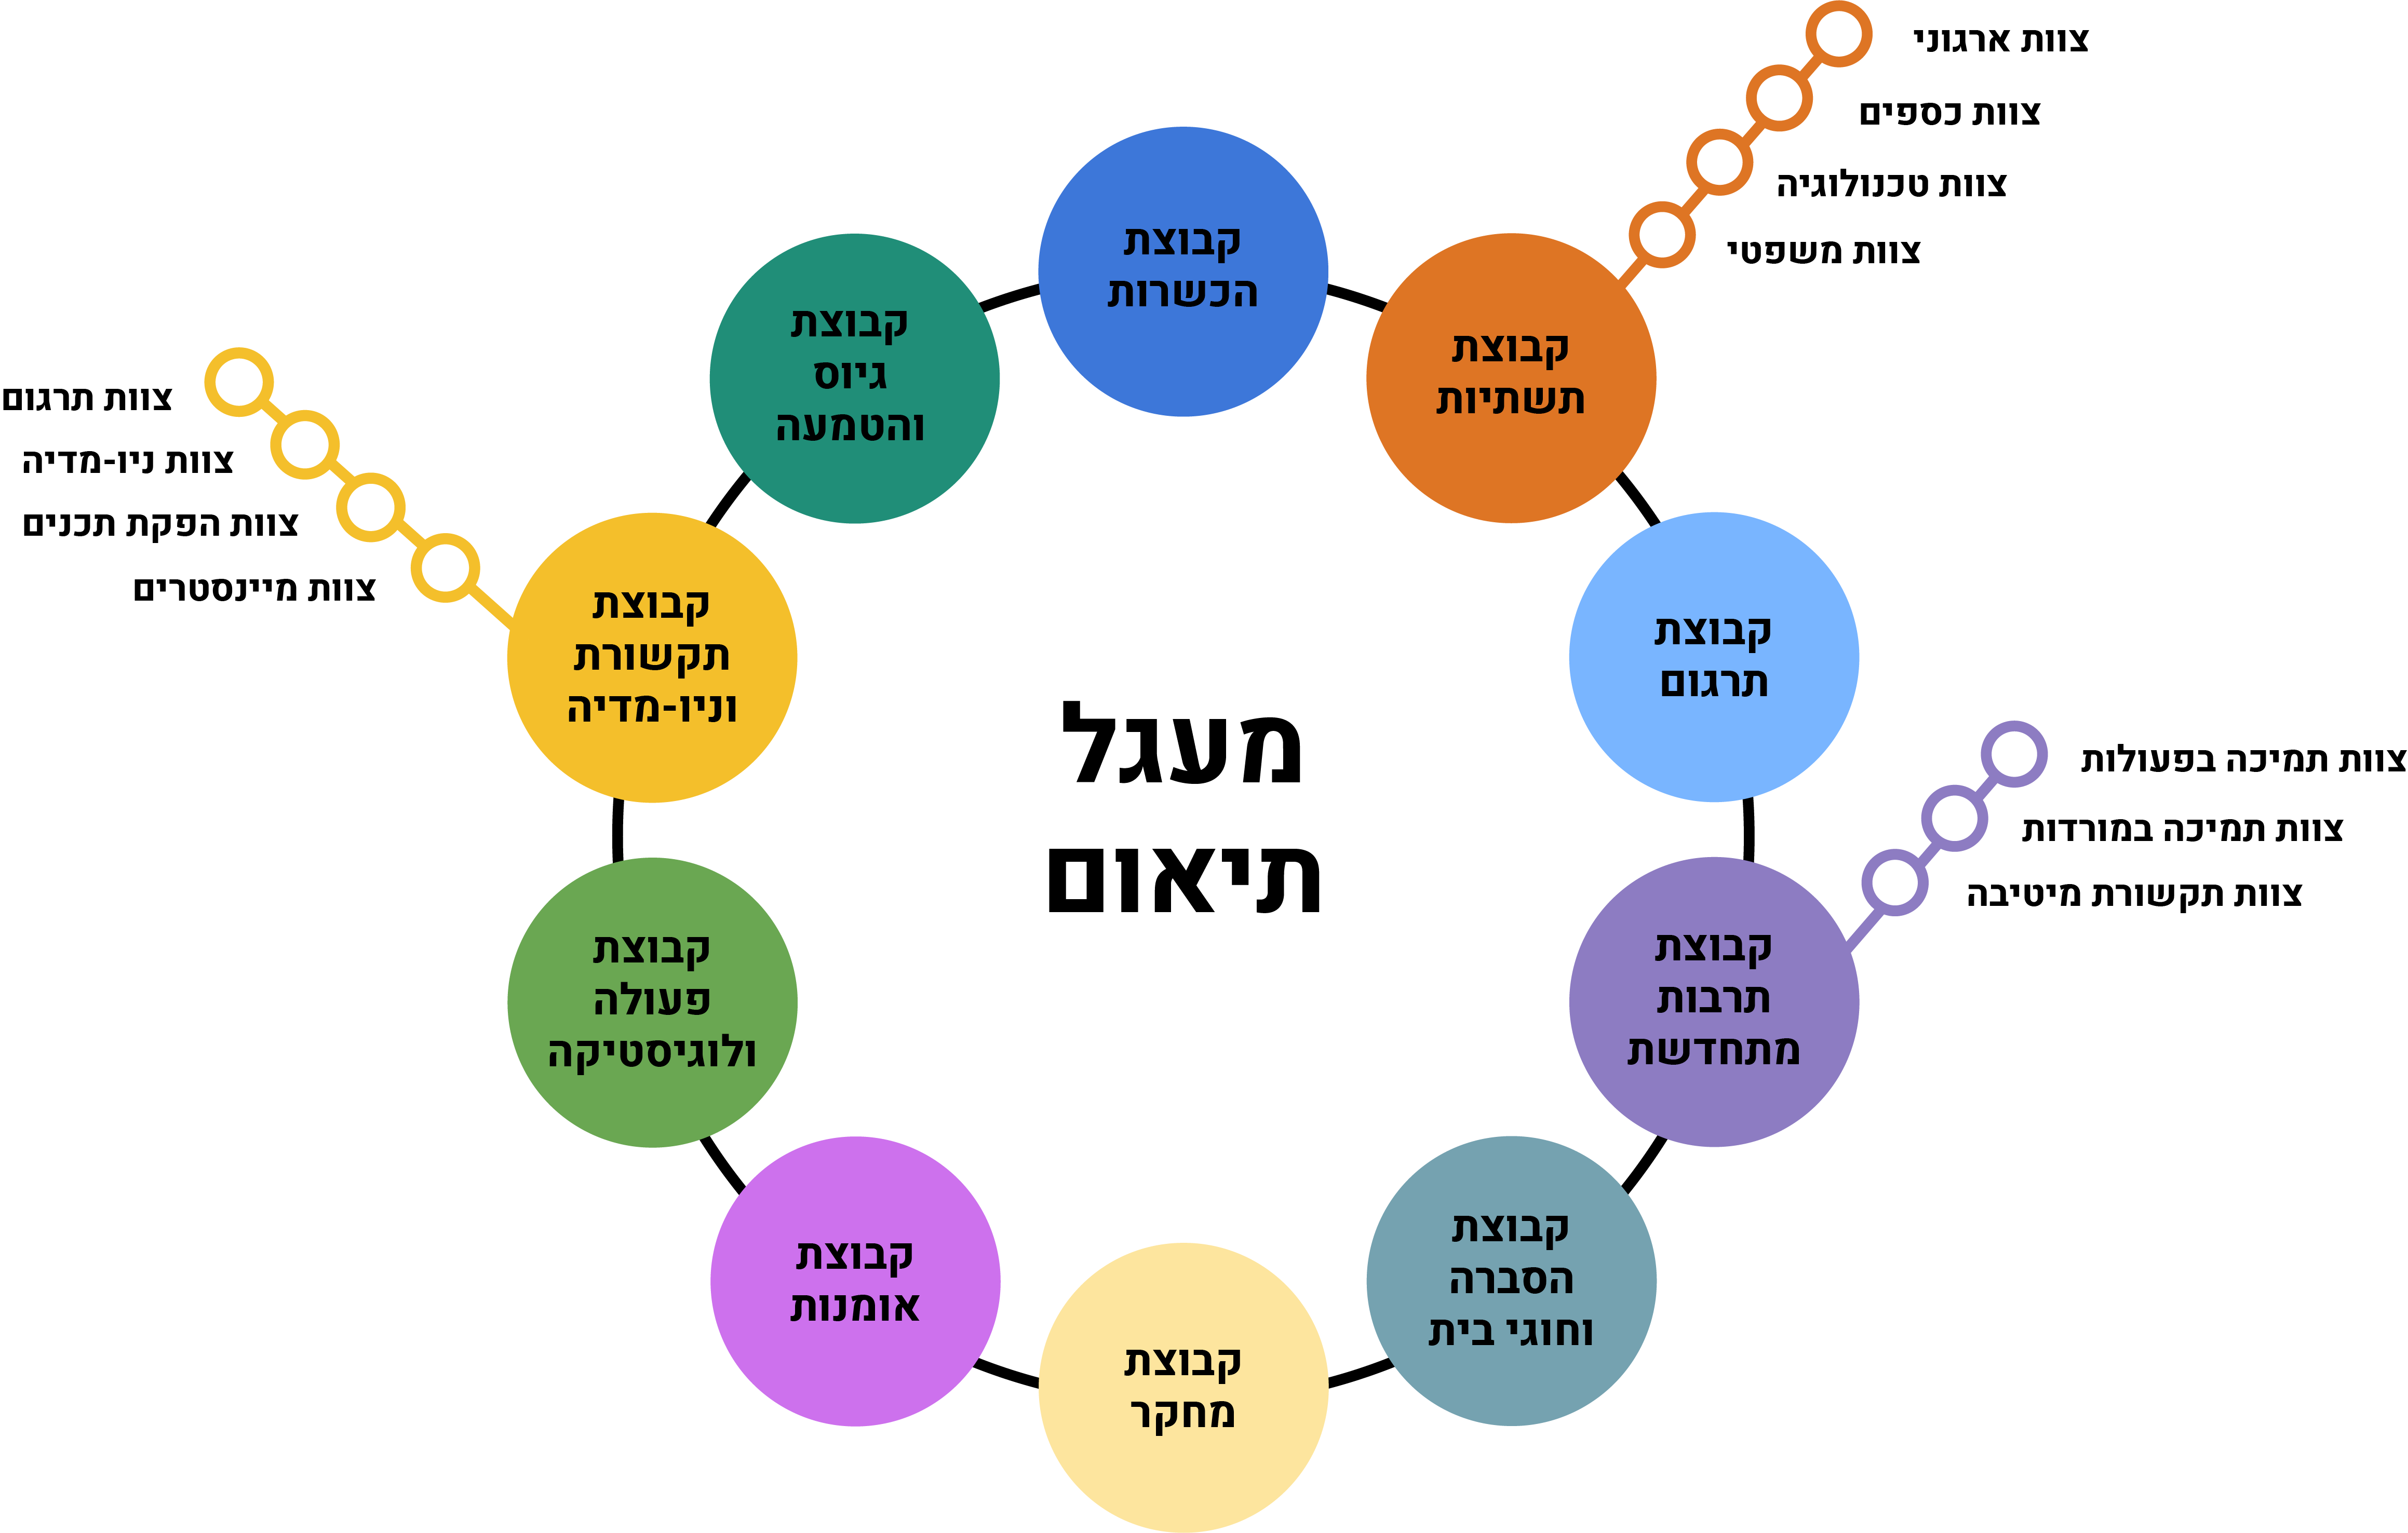 צוות ארגוני
צוות כספים
צוות טכנולוגיה
צוות משפטי
קבוצת
הכשרות
קבוצת
תשתיות
קבוצת
גיוס
והטמעה
צוות תרגום
צוות ניו-מדיה
צוות הפקת תכנים
צוות מיינסטרים
קבוצת
תקשורת
וניו-מדיה
קבוצת
תרגום
מעגל
תיאום
צוות תמיכה בפעולות
צוות תמיכה במורדות
צוות תקשורת מיטיבה
קבוצת
תרבות
מתחדשת
קבוצת
פעולה
ולוגיסטיקה
קבוצת
הסברה
וחוגי בית
קבוצת
אומנות
קבוצת
מחקר